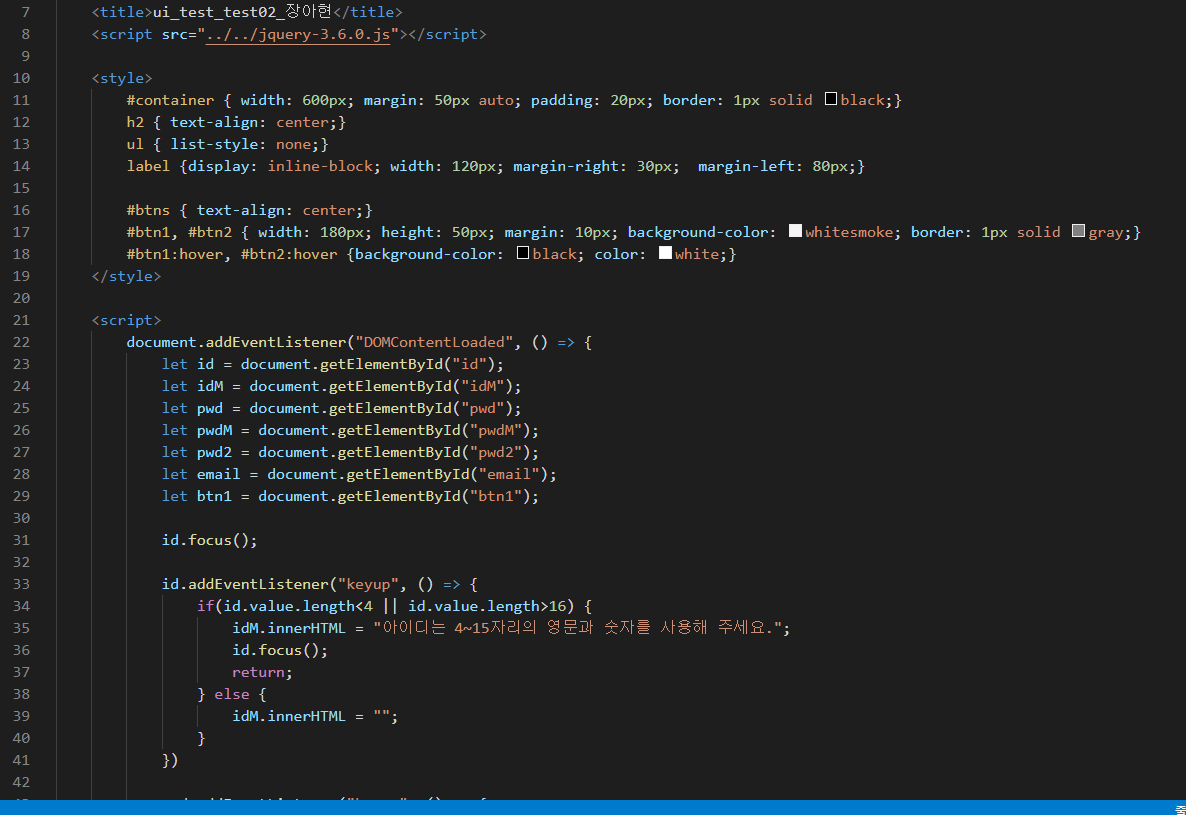 7 <title>ui_test_test02_장아현</title>
8 <script src="../../jquery-3.6.0.js"></script>
9
10 <style>
11 #container { width: 600px; margin: 50px auto; padding: 20px; border: 1px solid black;}
12 h2 { text-align: center;}
13 ul { list-style: none;}
14 label {display: inline-block; width: 120px; margin-right: 30px;  margin-left: 80px;}
15
16 #btns { text-align: center;}
17 #btn1, #btn2 { width: 180px; height: 50px; margin: 10px; background-color: whitesmoke; border: 1px solid gray;}
18 #btn1:hover, #btn2:hover {background-color: black; color: white;}
19 </style>
20
21 <script>
22 document.addEventListener("DOMContentLoaded", () => {
23 let id = document.getElementById("id");
24 let idM = document.getElementById("idM");
25 let pwd = document.getElementById("pwd");
26 let pwdM = document.getElementById("pwdM");
27 let pwd2 = document.getElementById("pwd2");
28 let email = document.getElementById("email");
29 let btn1 = document.getElementById("btn1");
30
31 id.focus();
32
33 id.addEventListener("keyup", () => {
34 if(id.value.length<4 || id.value.length>16) {
35 idM.innerHTML = "아이디는 4~15자리의 영문과 숫자를 사용해 주세요.";
36 id.focus();
37 return;
38 } else {
39 idM.innerHTML = "";
40 }
41 })
42